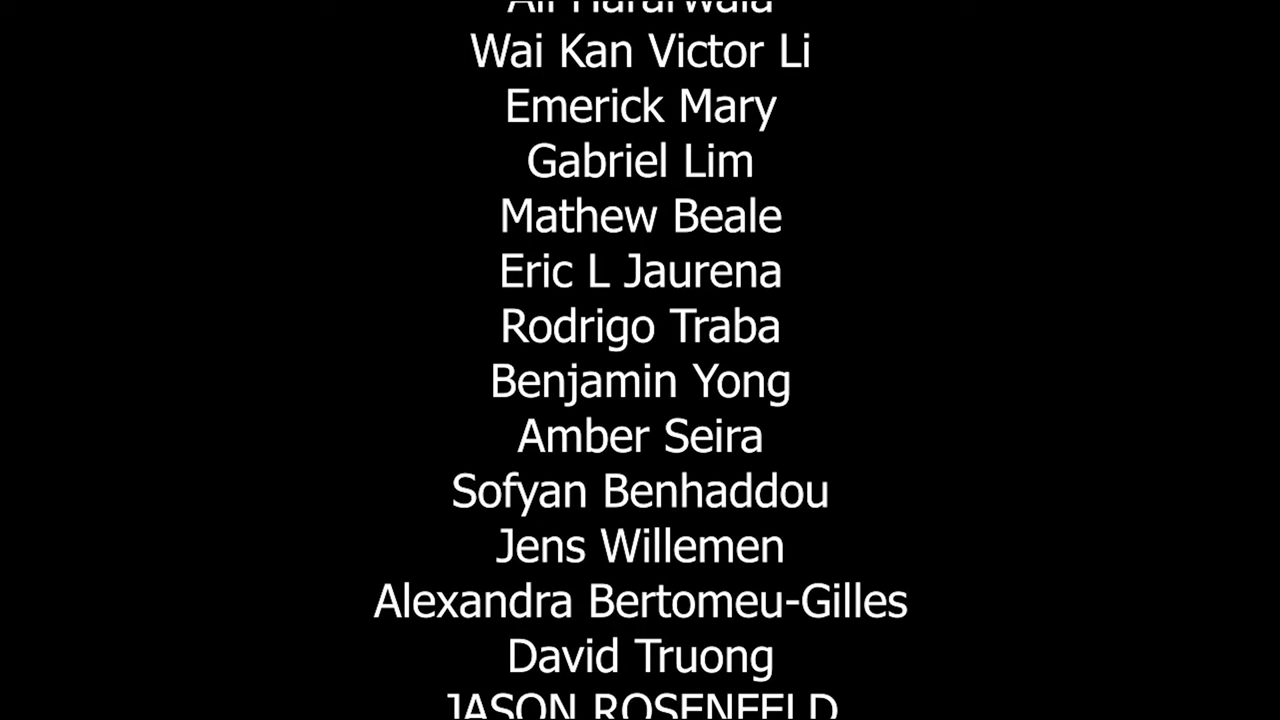 Wai Kan Victor Li
Emerick Mary
Gabriel Lim
Mathew Beale
Eric L Jaurena
Rodrigo Traba
Benjamin Yong
Amber Seira
Sofyan Benhaddou
Jens Willemen
Alexandra Bertomeu-Gilles
David Truong
JASON ROSENFELD